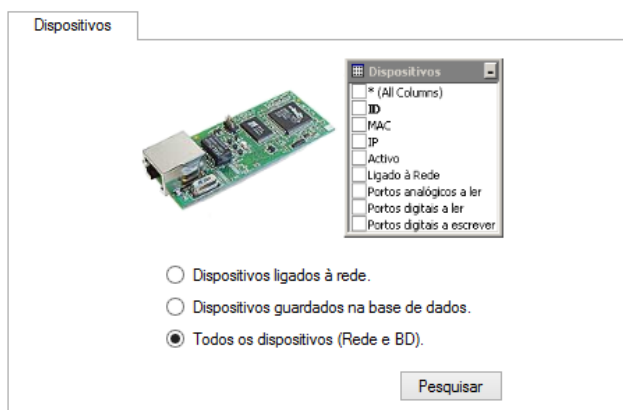 Dispositivos
Dispositivos
* (All Columns)
ID
MAC
IP
Activo
Ligado à Rede
Portos analógicos a ler
Portos digitais a ler
Portos digitais a escrever
Dispositivos ligados à rede.
Dispositivos guardados na base de dados.
Todos os dispositivos (Rede e BD).
Pesquisar